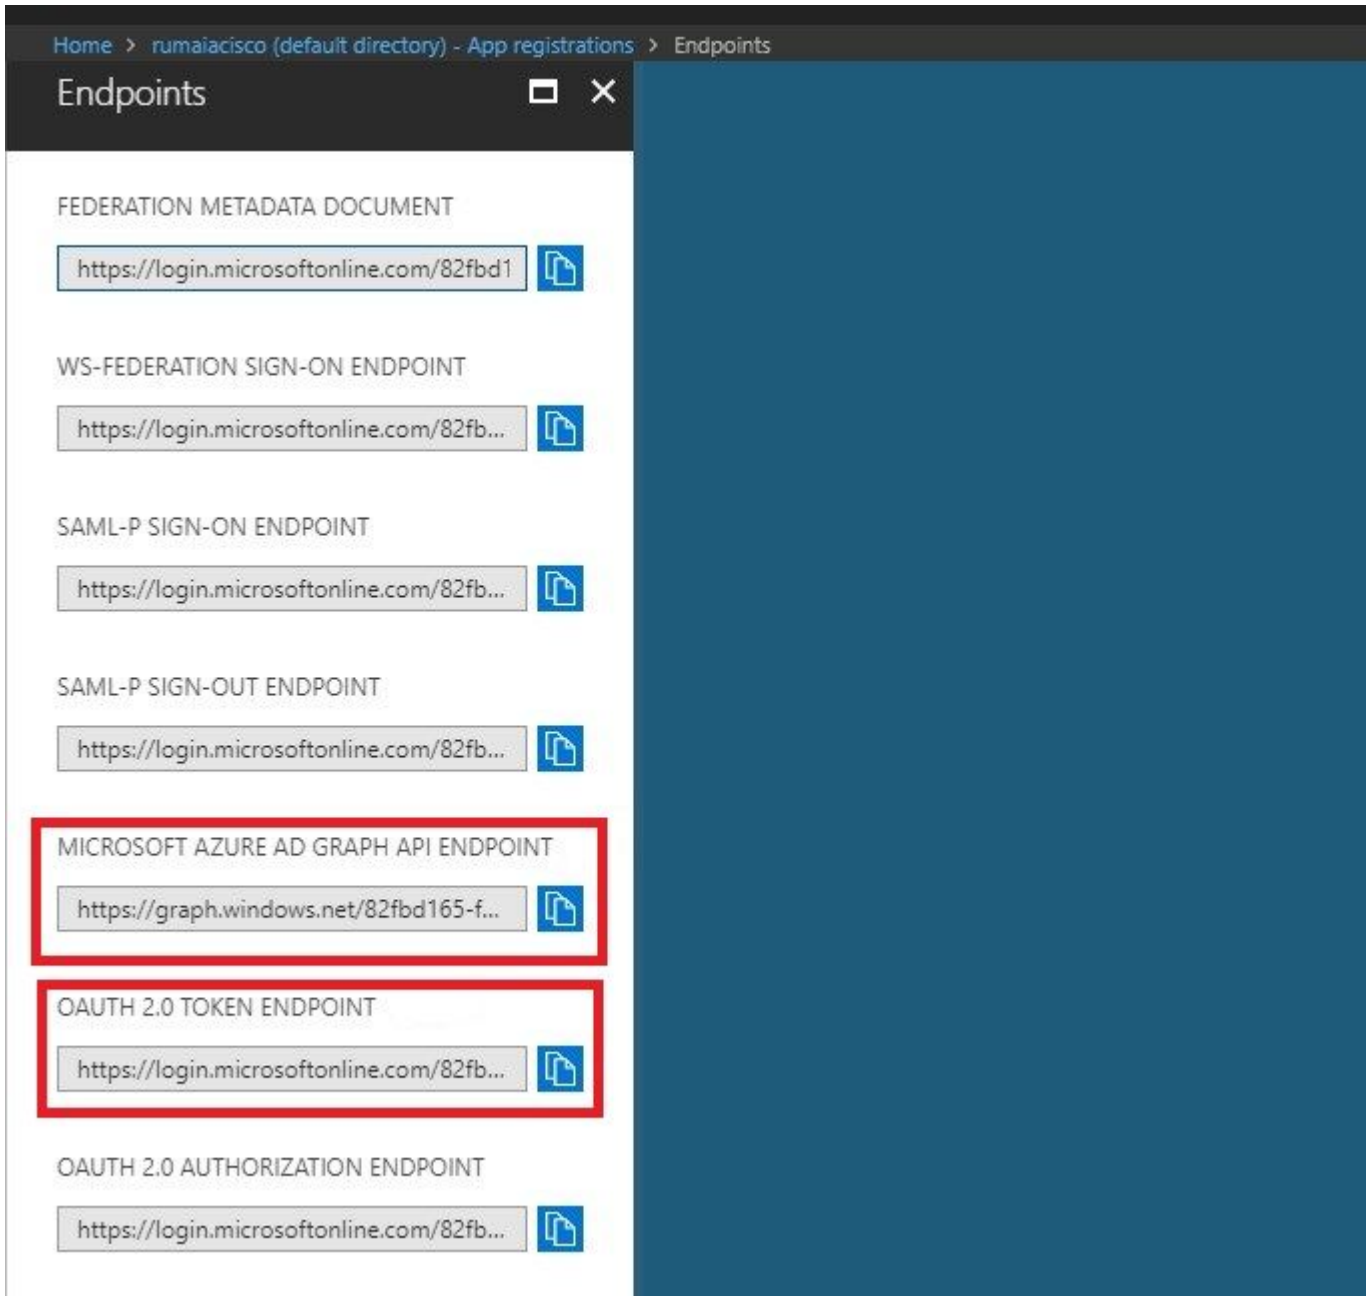 Home > rumaiacisco (default directory) - App registrations > Endpoints
Endpoints
FEDERATION METADATA DOCUMENT
https://login.microsoftonline.com/82fbd1
WS-FEDERATION SIGN-ON ENDPOINT
https://login.microsoftonline.com/82fb...
SAML-P SIGN-ON ENDPOINT
https://login.microsoftonline.com/82fb...
SAML-P SIGN-OUT ENDPOINT
https://login.microsoftonline.com/82fb...
MICROSOFT AZURE AD GRAPH API ENDPOINT
https://graph.windows.net/82fbd165-f...
OAUTH 2.0 TOKEN ENDPOINT
https://login.microsoftonline.com/82fb...
OAUTH 2.0 AUTHORIZATION ENDPOINT
https://login.microsoftonline.com/82fb...